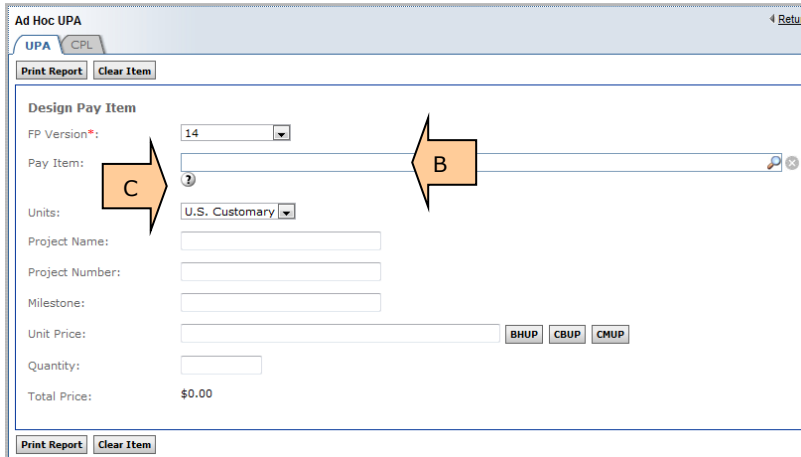 Ad Hoc UPA Retu
UPA CPL
Print Report Clear Item
Design Pay Item
FP Version*: 14
Pay Item: B
?
C
Units: U.S. Customary
Project Name:
Project Number:
Milestone:
Unit Price: BHUP CBUP CMUP
Quantity:
Total Price: $0.00
Print Report Clear Item